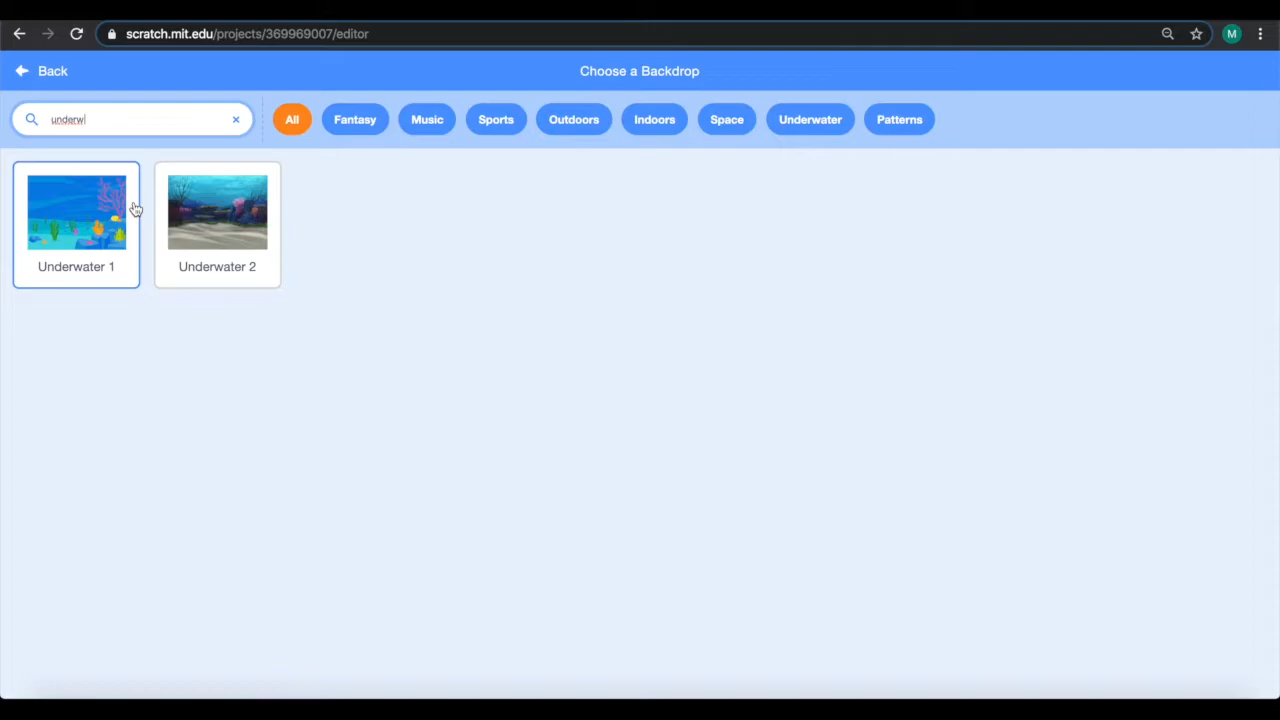 scratch.mit.edu/projects/369969007/editor
M
Back
Choose a Backdrop
underw
All
Fantasy
Music
Sports
Outdoors
Indoors
Space
Underwater
Patterns
Underwater 1
Underwater 2